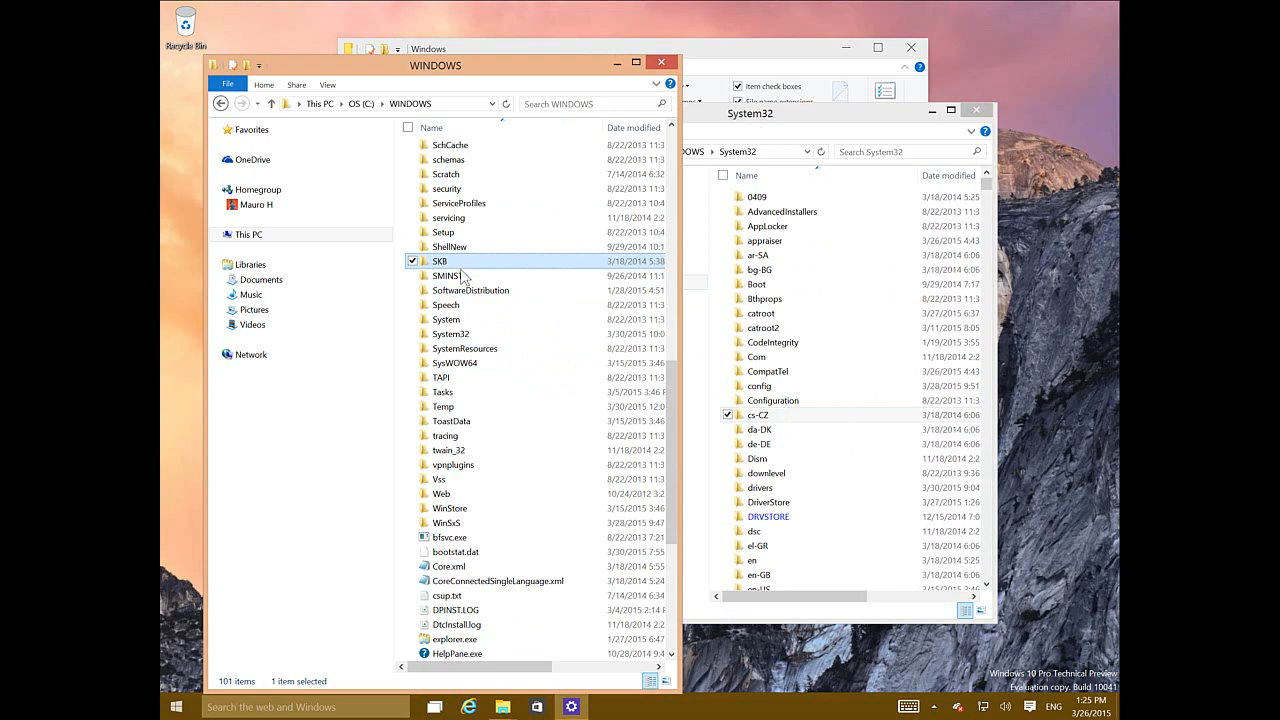 Recycle Bin
Windows
Item check boxes
File name extensions
WINDOWS
File Home Share View
This PC OS (C:) WINDOWS
Search WINDOWS
Favorites
OneDrive
Homegroup
Mauro H
This PC
Libraries
Documents
Music
Pictures
Videos
Network
Name Date modified
SchCache 8/22/2013 11:3
schemas 8/22/2013 11:3
Scratch 7/14/2014 6:32
security 8/22/2013 11:3
ServiceProfiles 8/22/2013 11:3
servicing 11/18/2014 2:2
Setup 8/22/2013 10:4
ShellNew 9/29/2014 10:1
SKB 3/18/2014 5:38
SMINST 9/26/2014 11:1
SoftwareDistribution 1/28/2015 4:51
Speech 8/22/2013 11:3
System 8/22/2013 11:3
System32 3/30/2015 10:0
SystemResources 8/22/2013 11:3
SysWOW64 3/15/2015 3:46
TAPI 8/22/2013 11:3
Tasks 3/5/2015 3:46 P
Temp 3/30/2015 12:0
ToastData 3/15/2015 3:46
tracing 8/22/2013 11:3
twain_32 11/18/2014 2:2
vpnplugins 8/22/2013 11:3
Vss 8/22/2013 11:3
Web 10/24/2012 3:2
WinStore 3/15/2015 3:46
WinSxS 3/28/2015 9:47
bfsvc.exe 8/22/2013 7:21
bootstat.dat 3/30/2015 7:55
Core.xml 3/18/2014 5:55
CoreConnectedSingleLanguage.xml 3/18/2014 5:24
csup.txt 7/14/2014 6:34
DPINST.LOG 3/4/2015 2:14 P
DtcInstall.log 11/18/2014 2:2
explorer.exe 1/27/2015 6:47
HelpPane.exe 10/28/2014 9:4
101 items 1 item selected
System32
DOWS System32
Search System32
Name Date modified
0409 3/18/2014 5:25
AdvancedInstallers 8/22/2013 11:3
AppLocker 8/22/2013 11:3
appraiser 3/26/2015 4:43
ar-SA 3/18/2014 6:06
bg-BG 3/18/2014 6:06
Boot 9/29/2014 7:17
Bthprops 8/22/2013 11:3
catroot 3/27/2015 6:37
catroot2 3/11/2015 8:05
CodeIntegrity 1/19/2015 3:55
Com 11/18/2014 2:2
CompatTel 3/26/2015 4:43
config 3/28/2015 9:51
Configuration 8/22/2013 11:3
cs-CZ 3/18/2014 6:06
da-DK 3/18/2014 6:06
de-DE 3/18/2014 6:06
Dism 11/18/2014 2:2
downlevel 8/22/2013 9:36
drivers 3/30/2015 9:04
DriverStore 3/27/2015 1:26
DRVSTORE 12/15/2014 7:0
dsc 11/18/2014 2:2
el-GR 3/18/2014 6:06
en 3/18/2014 5:25
en-GB 3/18/2014 6:06
en-US 3/15/2015 3:46
Windows 10 Pro Technical Preview
Evaluation copy. Build 10041
Search the web and Windows
ENG
1:25 PM
3/26/2015